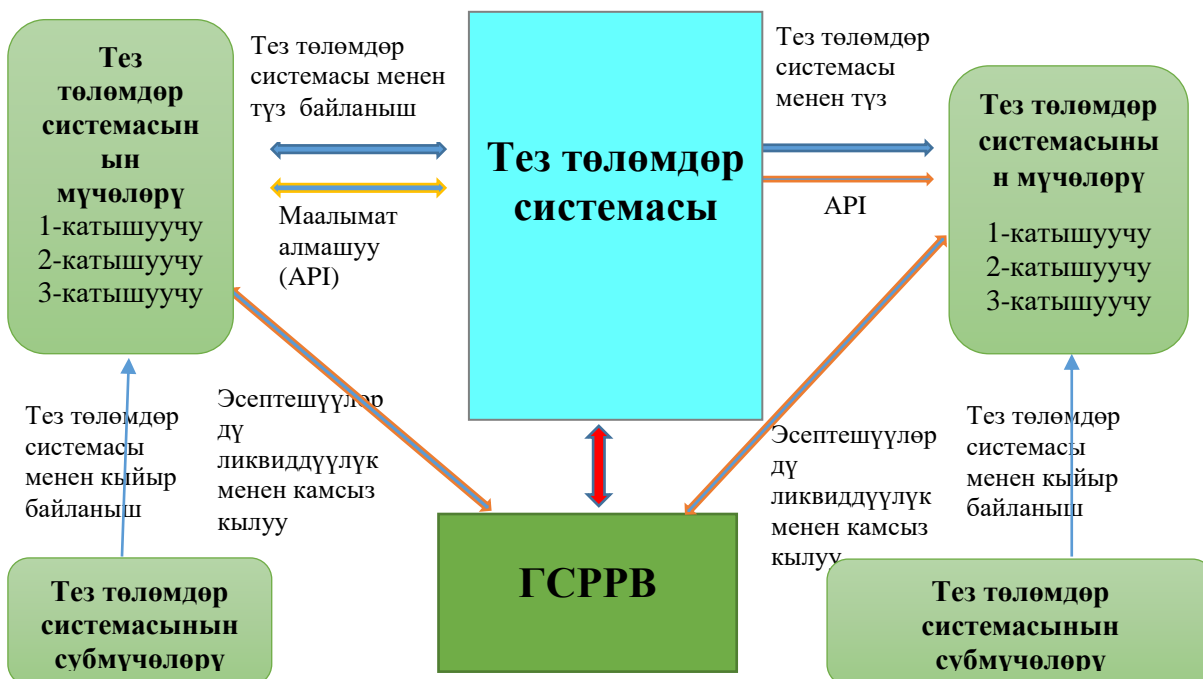 Тез
төлөмдөр
системасын
ын
мүчөлөрү
1-катышуучу
2-катышуучу
3-катышуучу
Тез төлөмдөр
системасы менен
түз байланыш
Маалымат
алмашуу
(API)
Тез төлөмдөр
системасы
Тез төлөмдөр
системасы
менен түз
API
Тез төлөмдөр
системасыны
н мүчөлөрү
1-катышуучу
2-катышуучу
3-катышуучу
Тез төлөмдөр
системасы
менен кыйыр
байланыш
Эсептешүүлөр
дү
ликвиддүүлүк
менен камсыз
кылуу
Эсептешүүлөр
дү
ликвиддүүлүк
менен камсыз
кылуу
Тез төлөмдөр
системасы
менен кыйыр
байланыш
ГСРРВ
Тез төлөмдөр
системасынын
субмүчөлөрү
Тез төлөмдөр
системасынын
субмүчөлөрү